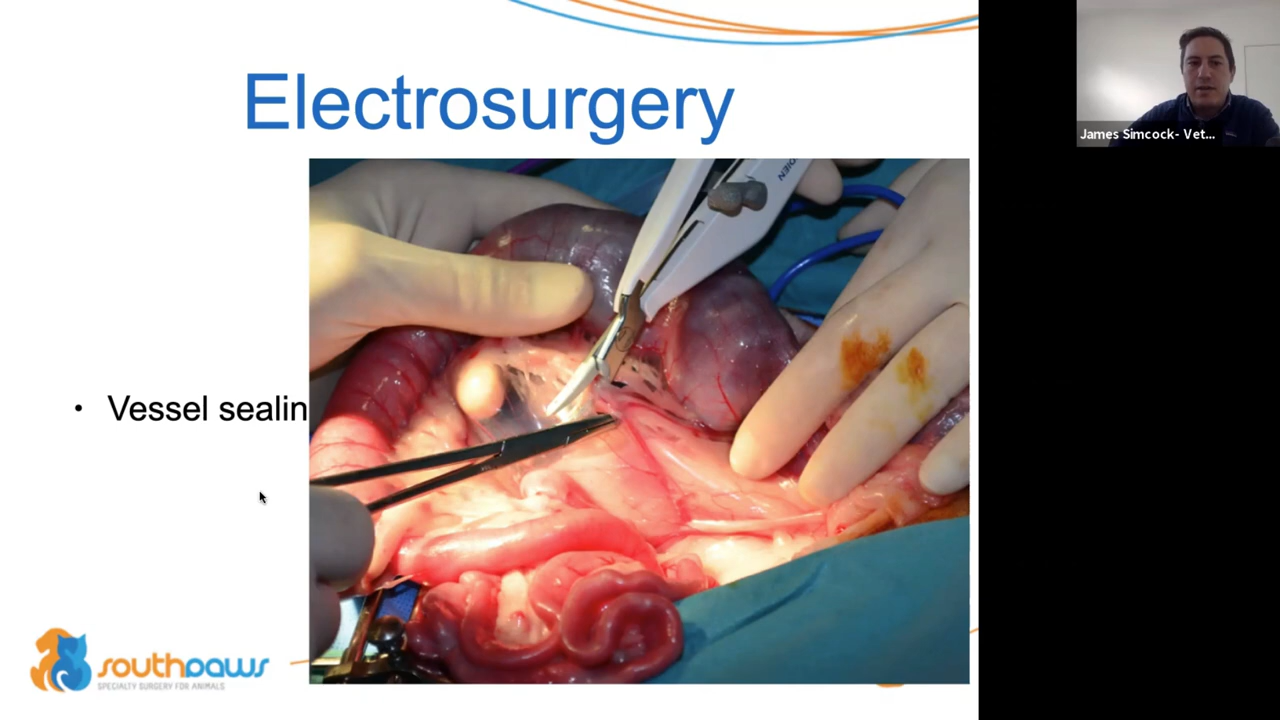 Electrosurgery
James Simcock- Vet...
• Vessel sealin
southpaws
SPECIALTY SURGERY FOR ANIMALS